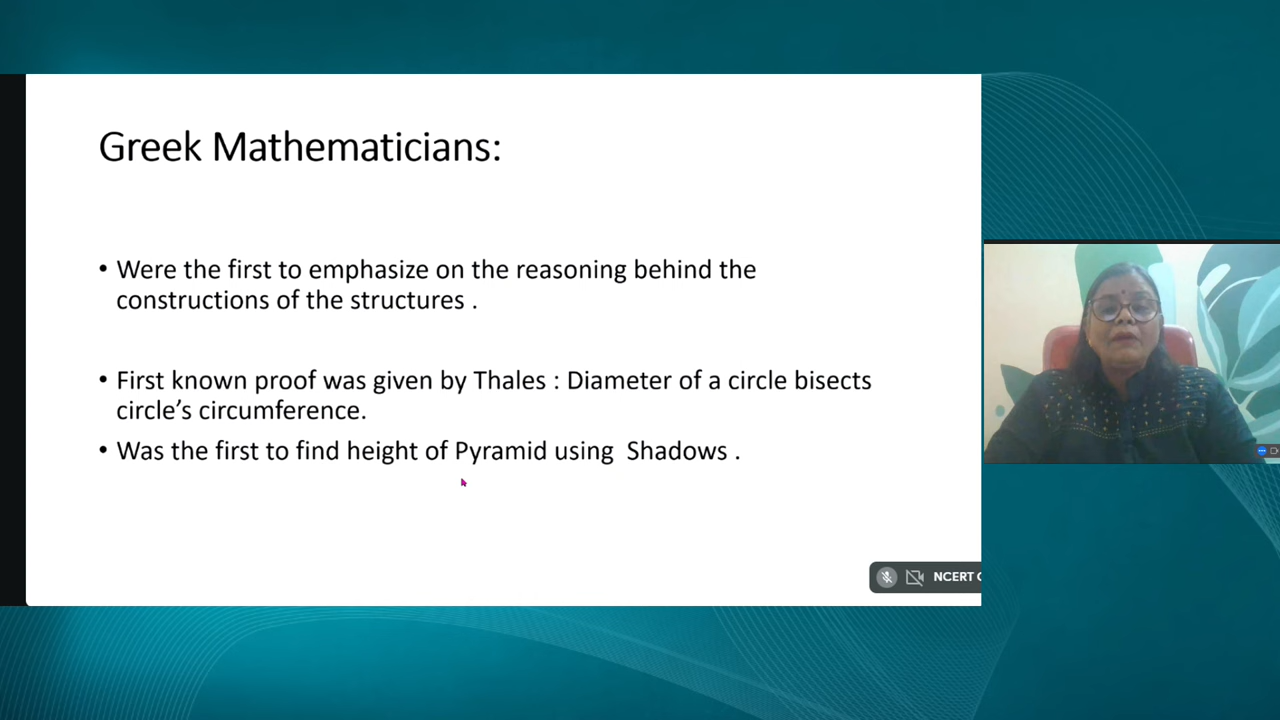 Greek Mathematicians:
• Were the first to emphasize on the reasoning behind the
constructions of the structures .
• First known proof was given by Thales : Diameter of a circle bisects
circle’s circumference.
• Was the first to find height of Pyramid using  Shadows .
NCERT